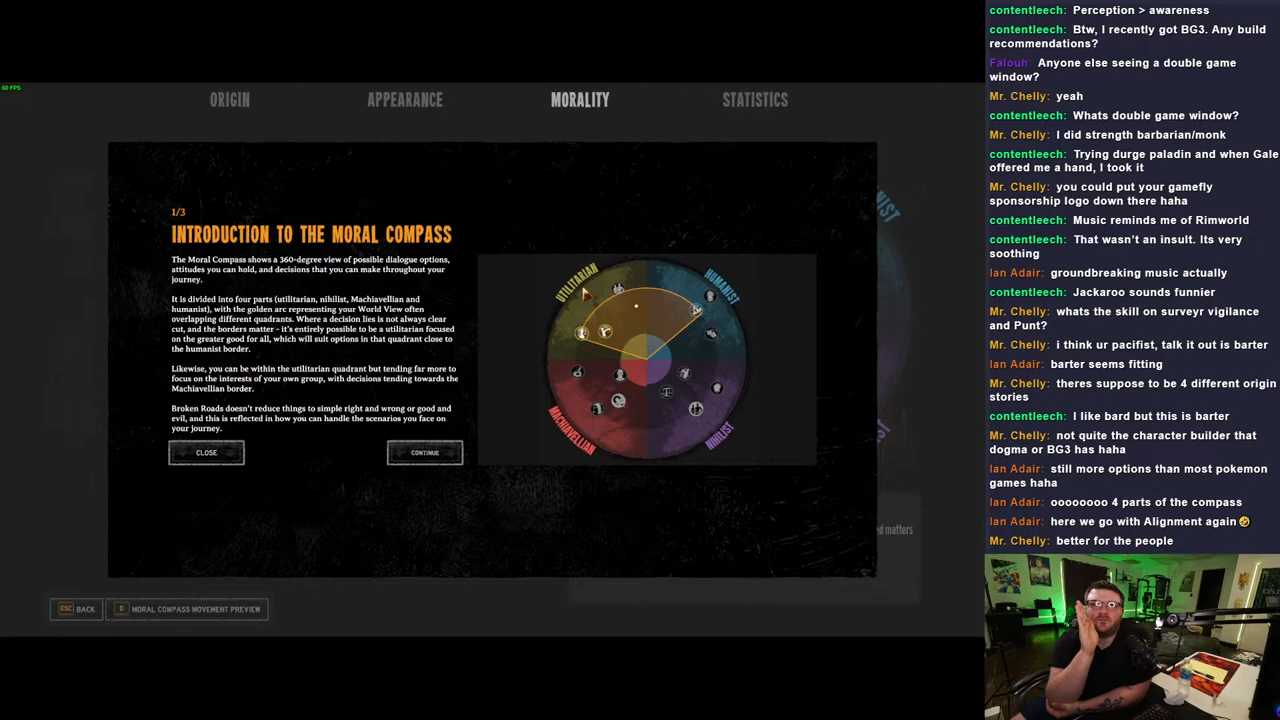 60 FPS
ORIGIN
APPEARANCE
MORALITY
STATISTICS
1/3
INTRODUCTION TO THE MORAL COMPASS
The Moral Compass shows a 360-degree view of possible dialogue options,
attitudes you can hold, and decisions that you can make throughout your
journey.
It is divided into four parts (utilitarian, nihilist, Machiavellian and
humanist), with the golden arc representing your World View often
overlapping different quadrants. Where a decision lies is not always clear
cut, and the borders matter - it's entirely possible to be a utilitarian focused
on the greater good for all, which will suit options in that quadrant close to
the humanist border.
Likewise, you can be within the utilitarian quadrant but tending far more to
focus on the interests of your own group, with decisions tending towards the
Machiavellian border.
Broken Roads doesn't reduce things to simple right and wrong or good and
evil, and this is reflected in how you can handle the scenarios you face on
your journey.
CLOSE
CONTINUE
UTILITARIAN
HUMANIST
MACHIAVELLIAN
NIHILIST
ed matters
ESC BACK
D MORAL COMPASS MOVEMENT PREVIEW
contentleech: Perception > awareness
contentleech: Btw, I recently got BG3. Any build
recommendations?
Falouh: Anyone else seeing a double game
window?
Mr. Chelly: yeah
contentleech: Whats double game window?
Mr. Chelly: I did strength barbarian/monk
contentleech: Trying durge paladin and when Gale
offered me a hand, I took it
Mr. Chelly: you could put your gamefly
sponsorship logo down there haha
contentleech: Music reminds me of Rimworld
contentleech: That wasn't an insult. Its very
soothing
Ian Adair: groundbreaking music actually
contentleech: Jackaroo sounds funnier
Mr. Chelly: whats the skill on surveyr vigilance
and Punt?
Mr. Chelly: i think ur pacifist, talk it out is barter
Ian Adair: barter seems fitting
Mr. Chelly: theres suppose to be 4 different origin
stories
contentleech: I like bard but this is barter
Mr. Chelly: not quite the character builder that
dogma or BG3 has haha
Ian Adair: still more options than most pokemon
games haha
Ian Adair: oooooooo 4 parts of the compass
Ian Adair: here we go with Alignment again🤣
Mr. Chelly: better for the people